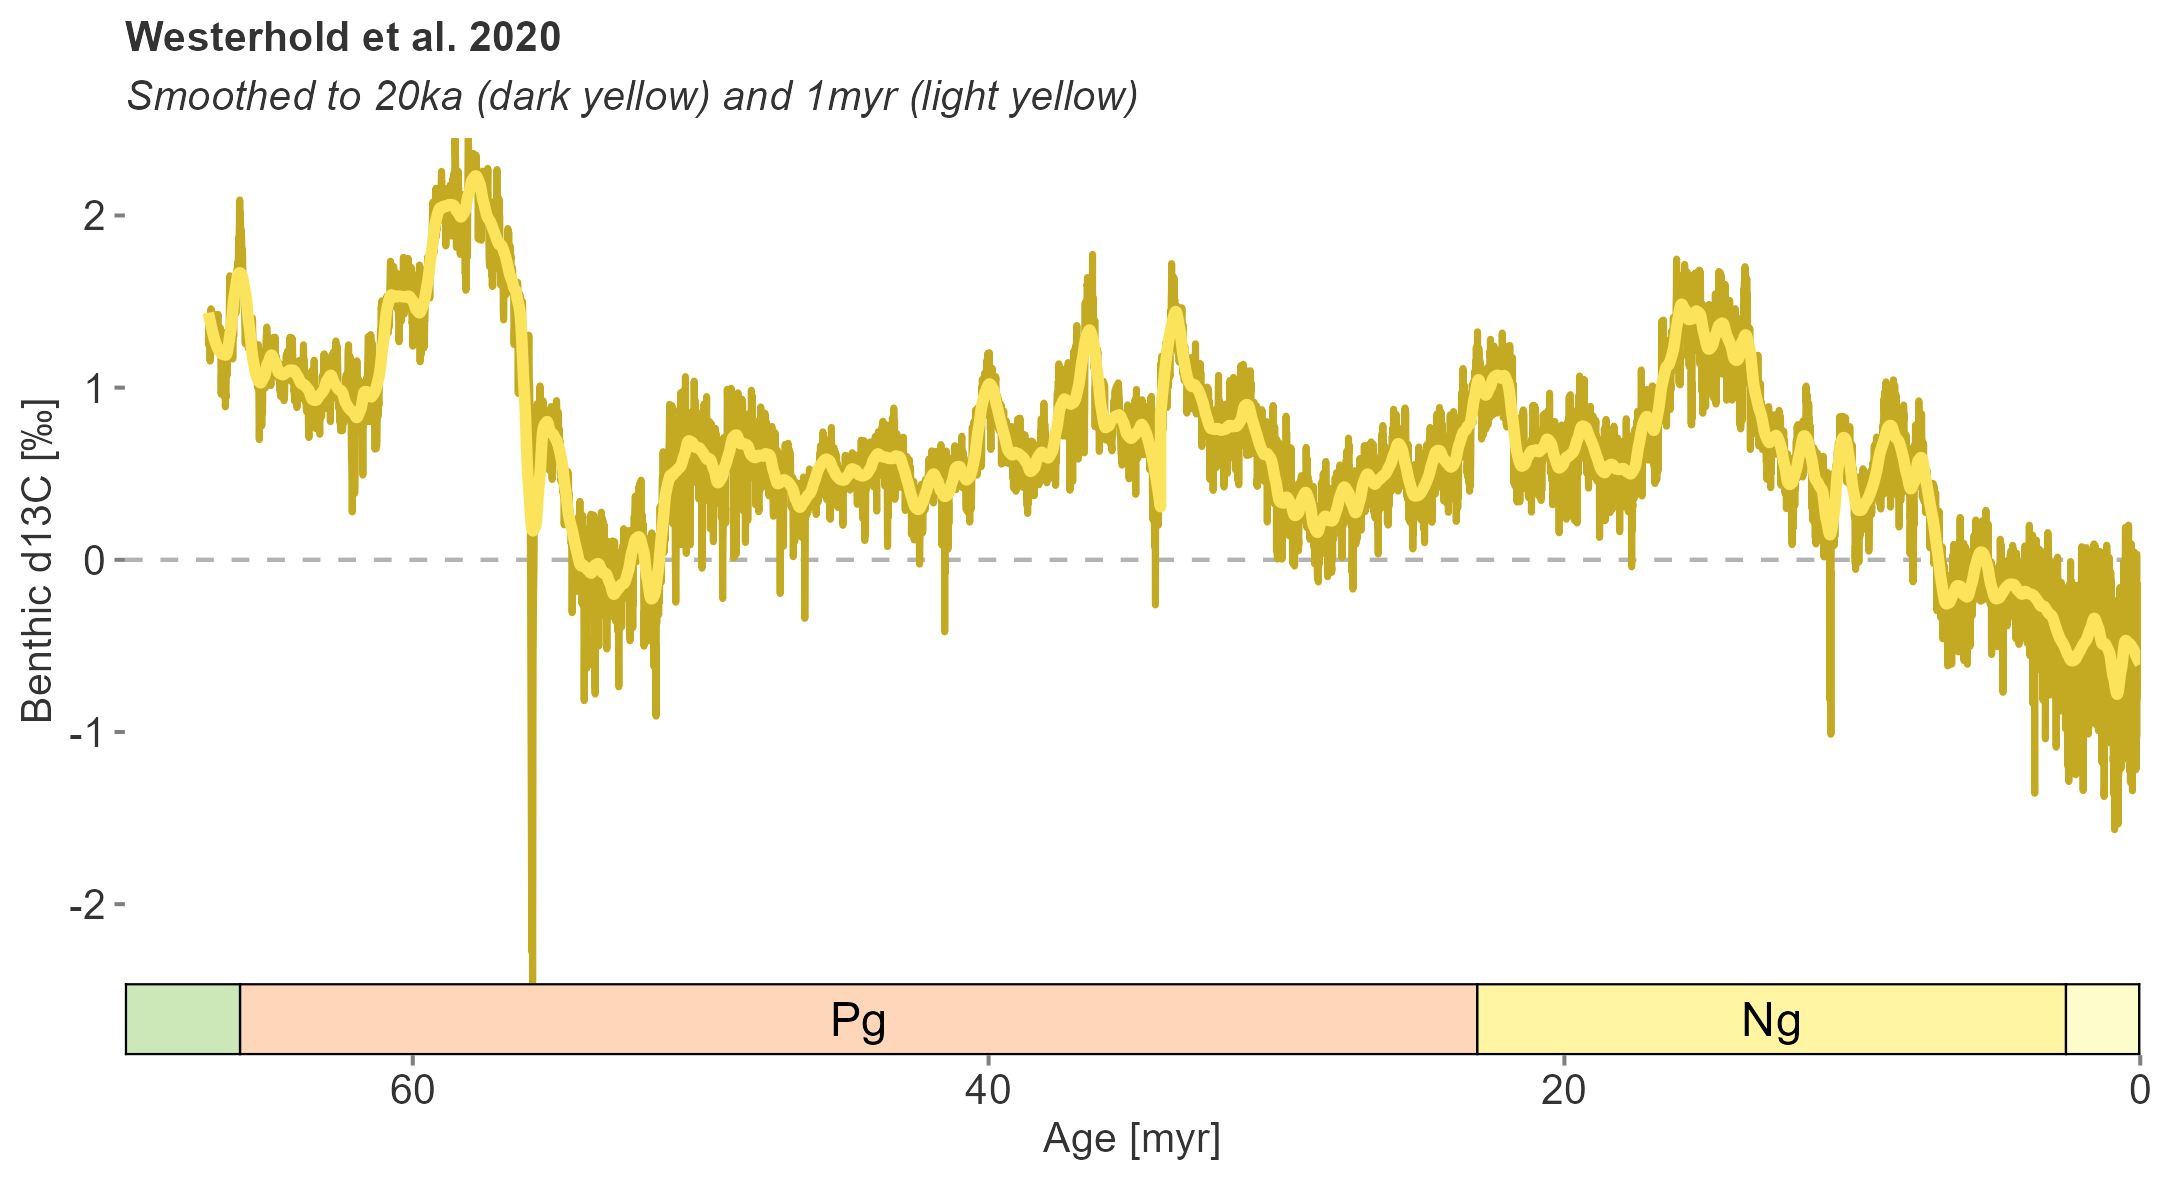 Westerhold et al. 2020
Smoothed to 20ka (dark yellow) and 1myr (light yellow)
Benthic d13C [‰]
2
1
0
-1
-2
Pg
Ng
60
40
20
0
Age [myr]